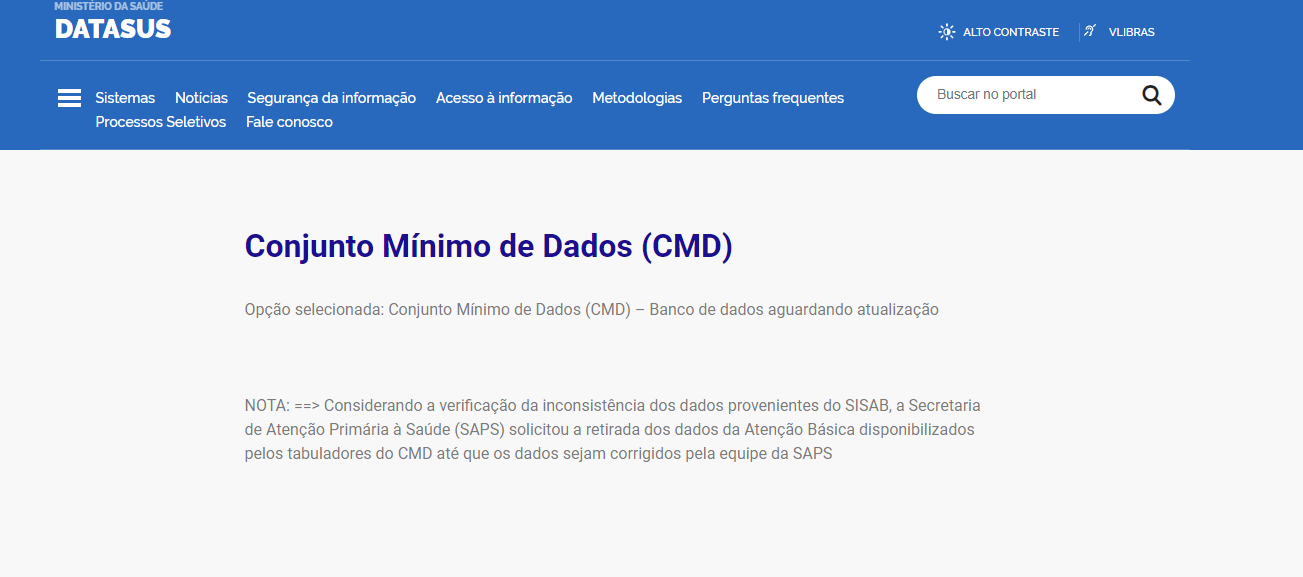 MINISTÉRIO DA SAÚDE
DATASUS
ALTO CONTRASTE
VLIBRAS
Sistemas Notícias Segurança da informação Acesso à informação Metodologias Perguntas frequentes
Processos Seletivos Fale conosco
Buscar no portal
Conjunto Mínimo de Dados (CMD)
Opção selecionada: Conjunto Mínimo de Dados (CMD) – Banco de dados aguardando atualização
NOTA: ==> Considerando a verificação da inconsistência dos dados provenientes do SISAB, a Secretaria
de Atenção Primária à Saúde (SAPS) solicitou a retirada dos dados da Atenção Básica disponibilizados
pelos tabuladores do CMD até que os dados sejam corrigidos pela equipe da SAPS